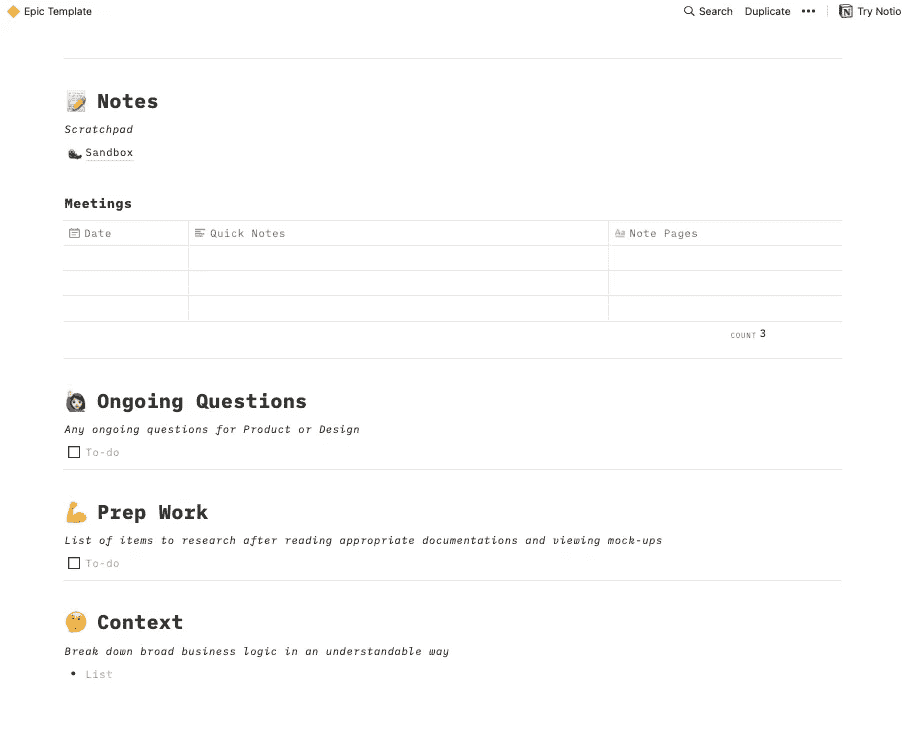 Epic Template Search Duplicate ••• Try Notio
Notes
Scratchpad
Sandbox
Meetings
Date Quick Notes Note Pages
COUNT 3
Ongoing Questions
Any ongoing questions for Product or Design
To-do
Prep Work
List of items to research after reading appropriate documentations and viewing mock-ups
To-do
Context
Break down broad business logic in an understandable way
• List